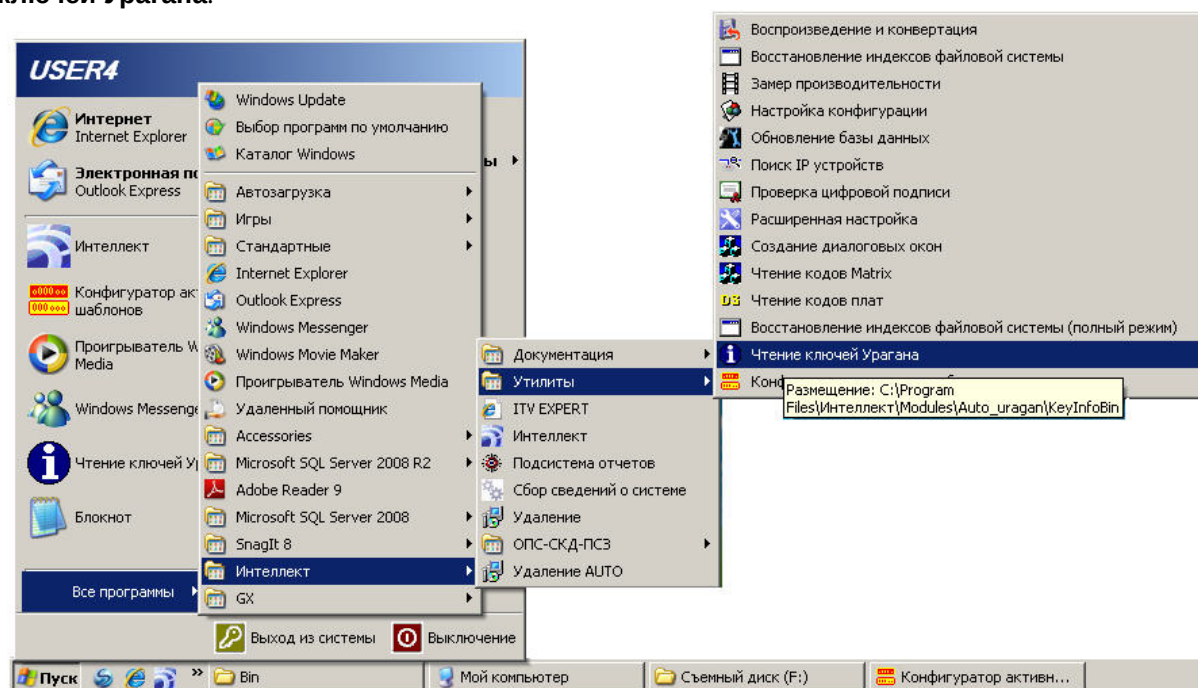 ключей Урагана.
USER4
Интернет
Internet Explorer
Электронная
Outlook Express
Интеллект
Конфигуратор
шаблонов
Проигрыватель
Media
Windows
Чтение ключей
Блокнот
Все программы
Windows Update
Выбор программ по умолчанию
Каталог Windows
Автозагрузка
Игры
Стандартные
Internet Explorer
Outlook Express
Windows Messenger
Windows Movie Maker
Проигрыватель Windows Media
Удаленный помощник
Accessories
Microsoft SQL Server 2008 R2
Adobe Reader 9
Microsoft SQL Server 2008
SnagIt 8
Интеллект
GX
Документация
Утилиты
ITV EXPERT
Интеллект
Подсистема отчетов
Сбор сведений о системе
Удаление
ОПС-СКД-ПСЗ
Удаление AUTO
Воспроизведение и конвертация
Восстановление индексов файловой системы
Замер производительности
Настройка конфигурации
Обновление базы данных
Поиск IP устройств
Проверка цифровой подписи
Расширенная настройка
Создание диалоговых окон
Чтение кодов Matrix
Чтение кодов плат
Восстановление индексов файловой системы (полный режим)
Чтение ключей Урагана
Размещение: C:\Program
Files\Интеллект\Modules\Auto_uragan\KeyInfoBin
Выход из системы
Выключение
Пуск
»
Bin
Мой компьютер
Съемный диск (F:)
Конфигуратор активн...